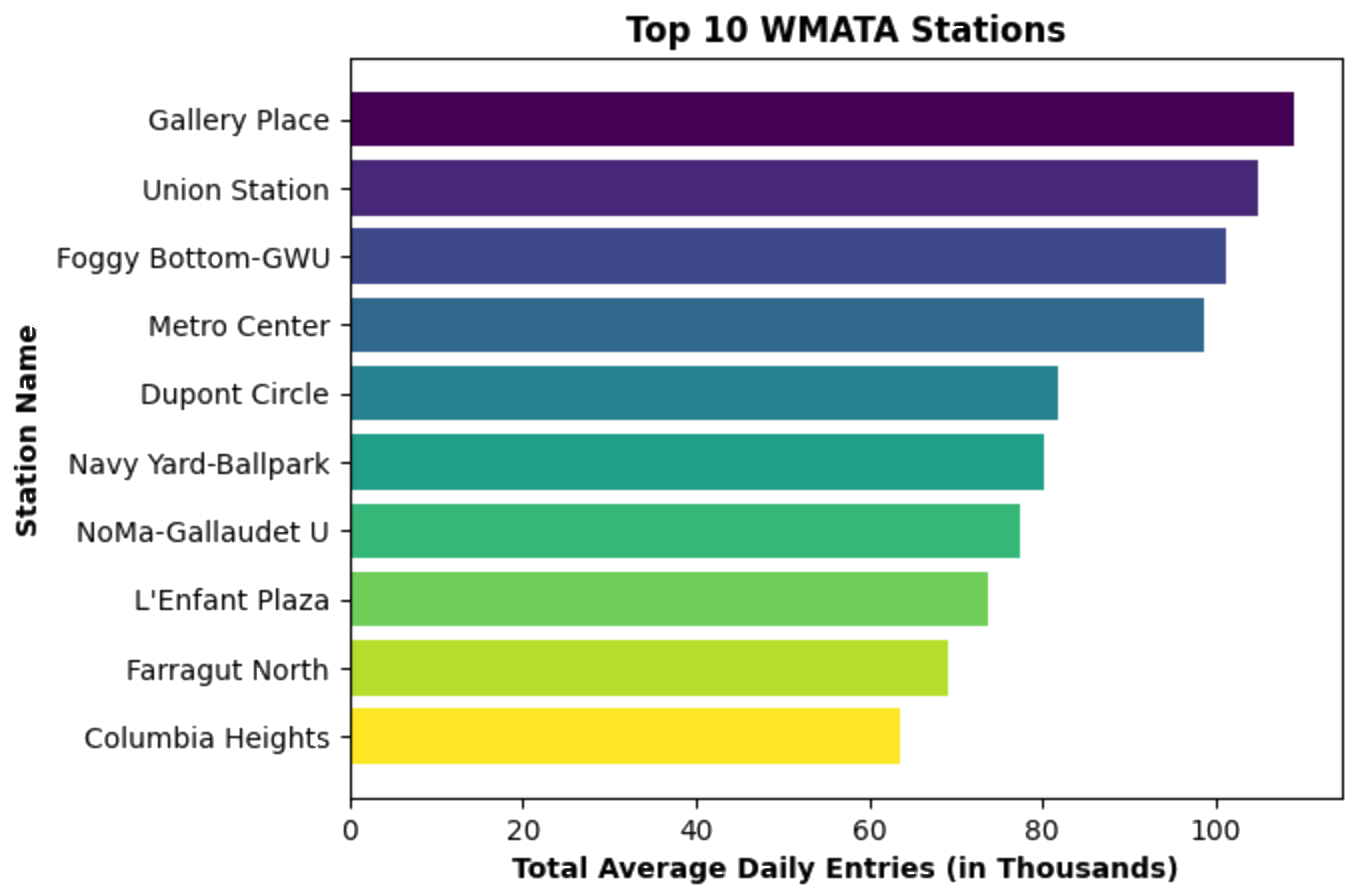 Top 10 WMATA Stations
Station Name
Gallery Place
Union Station
Foggy Bottom-GWU
Metro Center
Dupont Circle
Navy Yard-Ballpark
NoMa-Gallaudet U
L'Enfant Plaza
Farragut North
Columbia Heights
0 20 40 60 80 100
Total Average Daily Entries (in Thousands)